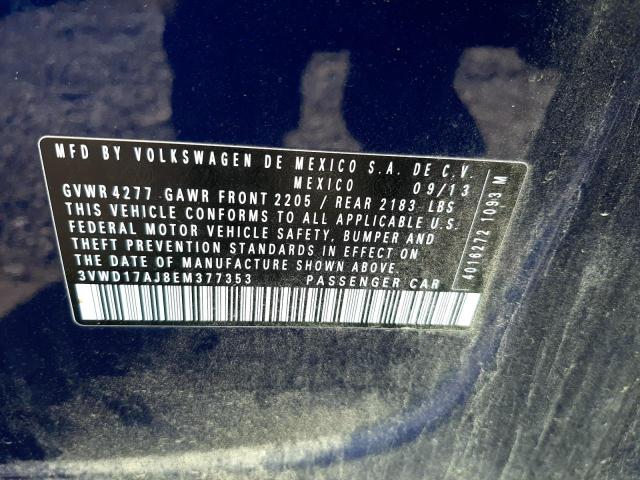 MFD BY VOLKSWAGEN DE MEXICO S.A. DE C.V.
MEXICO 09/13
GVWR 4277 GAWR FRONT 2205 / REAR 2183 LBS
THIS VEHICLE CONFORMS TO ALL APPLICABLE U.S.
FEDERAL MOTOR VEHICLE SAFETY, BUMPER AND
THEFT PREVENTION STANDARDS IN EFFECT ON
THE DATE OF MANUFACTURE SHOWN ABOVE.
3VWD17AJ8EM377353 PASSENGER CAR
4016272 1093 M